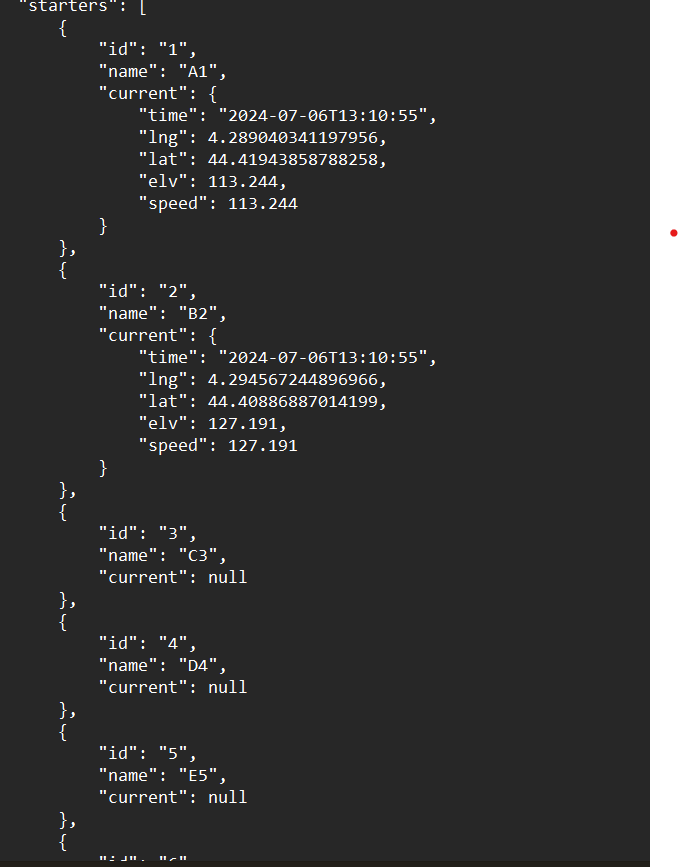 "starters": [
{
"id": "1",
"name": "A1",
"current": {
"time": "2024-07-06T13:10:55",
"lng": 4.289040341197956,
"lat": 44.41943858788258,
"elv": 113.244,
"speed": 113.244
}
},
{
"id": "2",
"name": "B2",
"current": {
"time": "2024-07-06T13:10:55",
"lng": 4.294567244896966,
"lat": 44.40886887014199,
"elv": 127.191,
"speed": 127.191
}
},
{
"id": "3",
"name": "C3",
"current": null
},
{
"id": "4",
"name": "D4",
"current": null
},
{
"id": "5",
"name": "E5",
"current": null
},
{